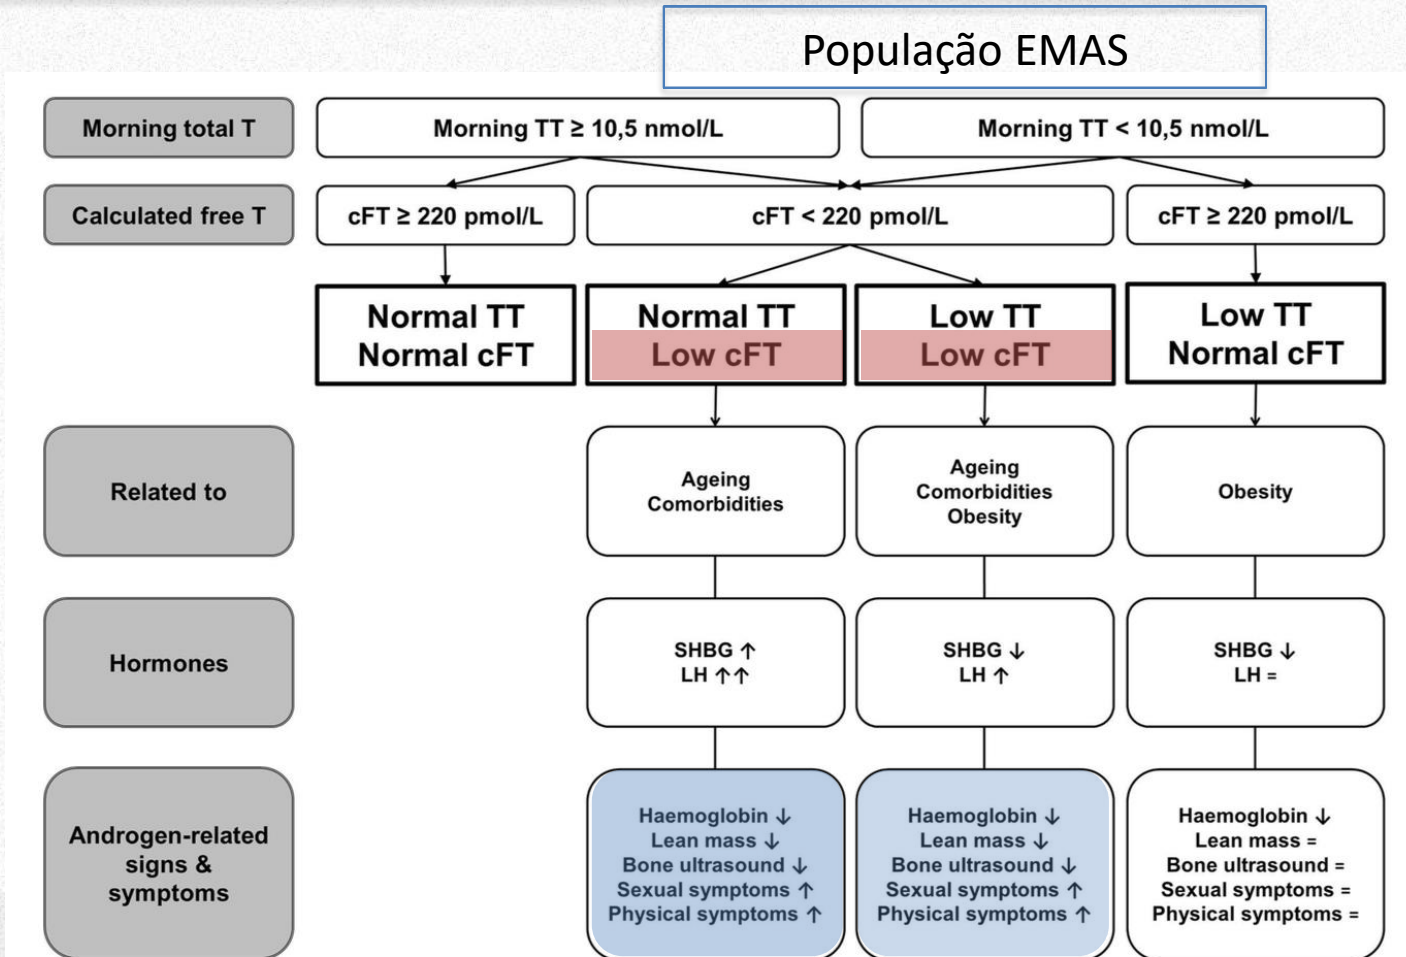 População EMAS
Morning total T
Morning TT ≥ 10,5 nmol/L
Morning TT < 10,5 nmol/L
Calculated free T
cFT ≥ 220 pmol/L
cFT < 220 pmol/L
cFT ≥ 220 pmol/L
Normal TT
Normal cFT
Normal TT
Low cFT
Low TT
Low cFT
Low TT
Normal cFT
Related to
Ageing
Comorbidities
Ageing
Comorbidities
Obesity
Obesity
Hormones
SHBG ↑
LH ↑↑
SHBG ↓
LH ↑
SHBG ↓
LH =
Androgen-related
signs &
symptoms
Haemoglobin ↓
Lean mass ↓
Bone ultrasound ↓
Sexual symptoms ↑
Physical symptoms ↑
Haemoglobin ↓
Lean mass ↓
Bone ultrasound ↓
Sexual symptoms ↑
Physical symptoms ↑
Haemoglobin ↓
Lean mass =
Bone ultrasound =
Sexual symptoms =
Physical symptoms =